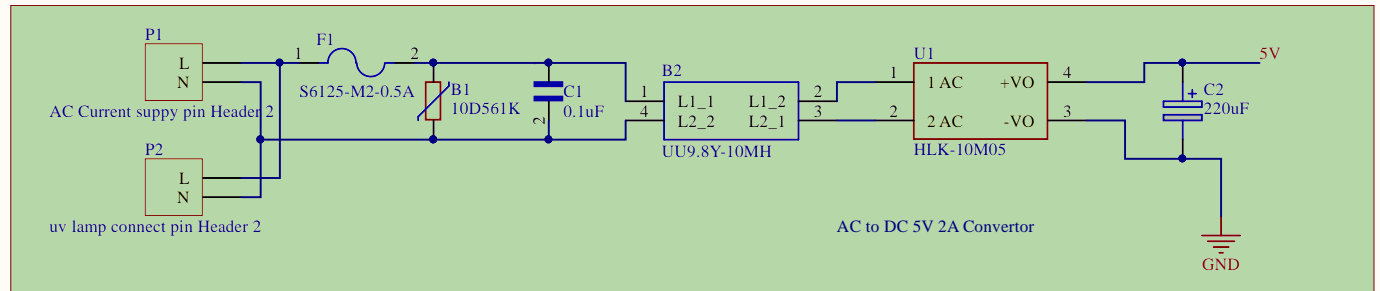 P1
L
N
AC Current suppy pin Header 2
P2
L
N
uv lamp connect pin Header 2
1
F1
2
S6125-M2-0.5A
B1
10D561K
C1
0.1uF
2
B2
1
4
L1_1
L2_2
L1_2
L2_1
2
3
UU9.8Y-10MH
U1
1
2
1 AC
2 AC
+VO
-VO
4
3
HLK-10M05
5V
+
C2
220uF
GND
AC to DC 5V 2A Convertor